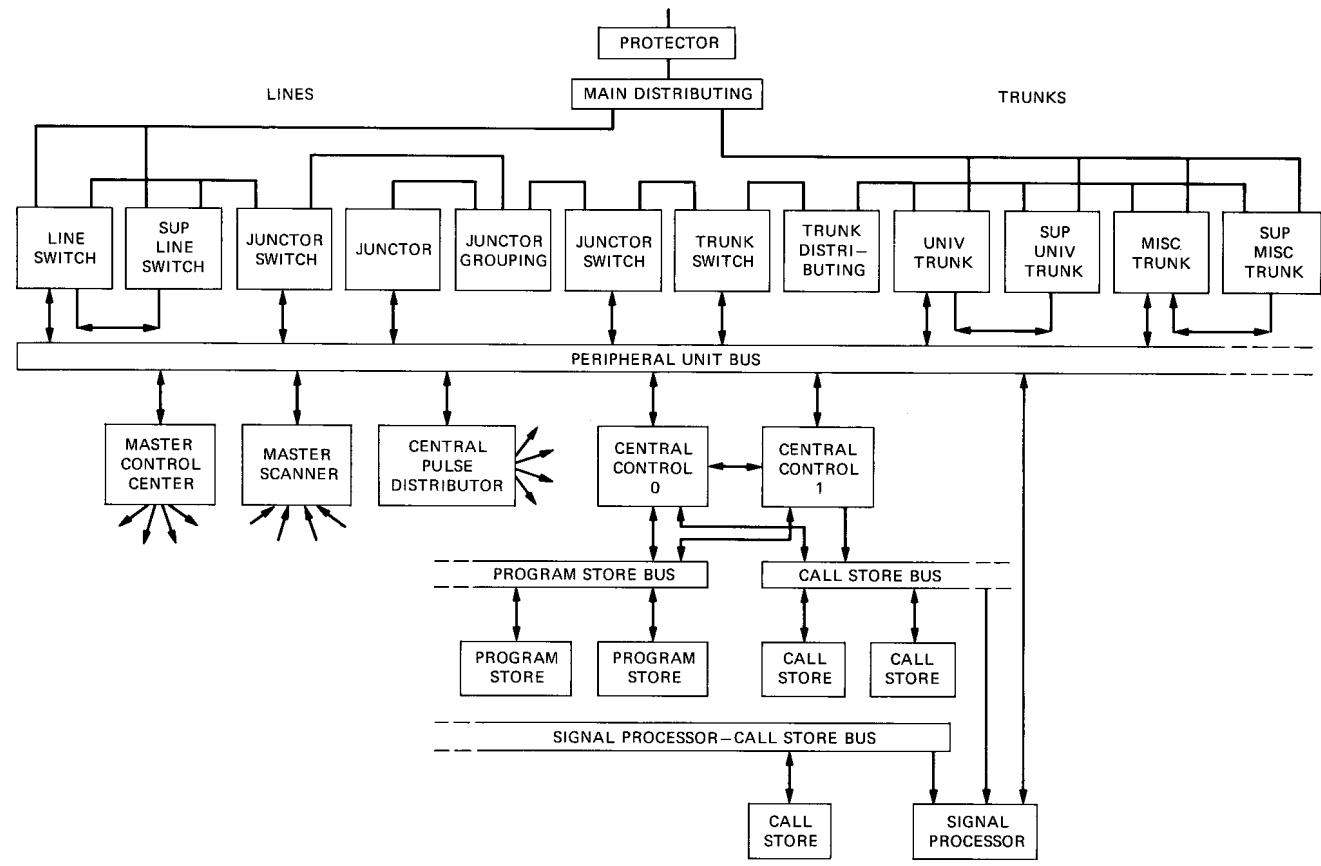 PROTECTOR
MAIN DISTRIBUTING
LINES
TRUNKS
LINE
SWITCH
SUP
LINE
SWITCH
JUNCTOR
SWITCH
JUNCTOR
JUNCTOR
GROUPING
JUNCTOR
SWITCH
TRUNK
SWITCH
TRUNK
DISTRI–
BUTING
UNIV
TRUNK
SUP
UNIV
TRUNK
MISC
TRUNK
SUP
MISC
TRUNK
PERIPHERAL UNIT BUS
MASTER
CONTROL
CENTER
MASTER
SCANNER
CENTRAL
PULSE
DISTRIBUTOR
CENTRAL
CONTROL
0
CENTRAL
CONTROL
1
PROGRAM STORE BUS
CALL STORE BUS
PROGRAM
STORE
PROGRAM
STORE
CALL
STORE
CALL
STORE
SIGNAL PROCESSOR–CALL STORE BUS
CALL
STORE
SIGNAL
PROCESSOR